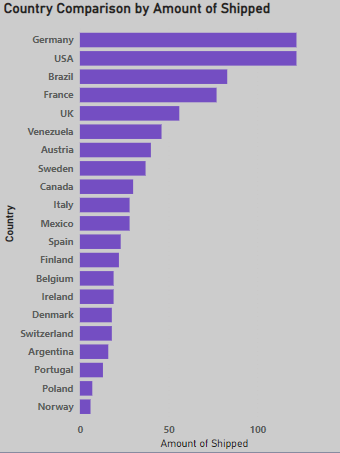 Country Comparison by Amount of Shipped
Germany
USA
Brazil
France
UK
Venezuela
Austria
Sweden
Canada
Italy
Mexico
Spain
Finland
Belgium
Ireland
Denmark
Switzerland
Argentina
Portugal
Poland
Norway
Country
0 50 100
Amount of Shipped